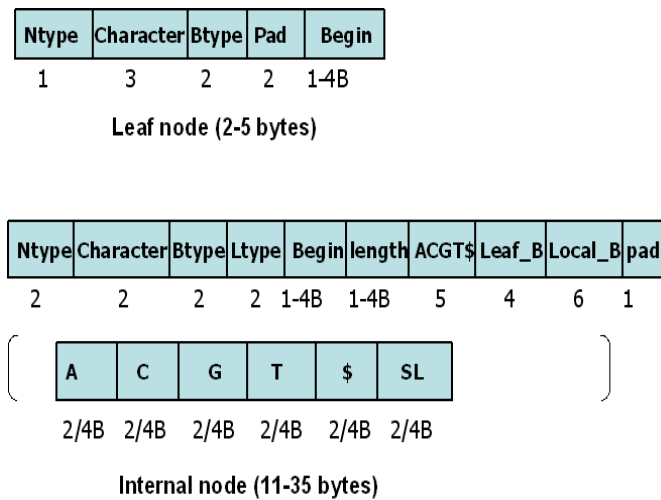 Ntype Character Btype Pad Begin
1 3 2 2 1-4B
Leaf node (2-5 bytes)
Ntype Character Btype Ltype Begin length ACGT$ Leaf_B Local_B pad
2 2 2 2 1-4B 1-4B 5 4 6 1
A C G T $ SL
2/4B 2/4B 2/4B 2/4B 2/4B 2/4B
Internal node (11-35 bytes)